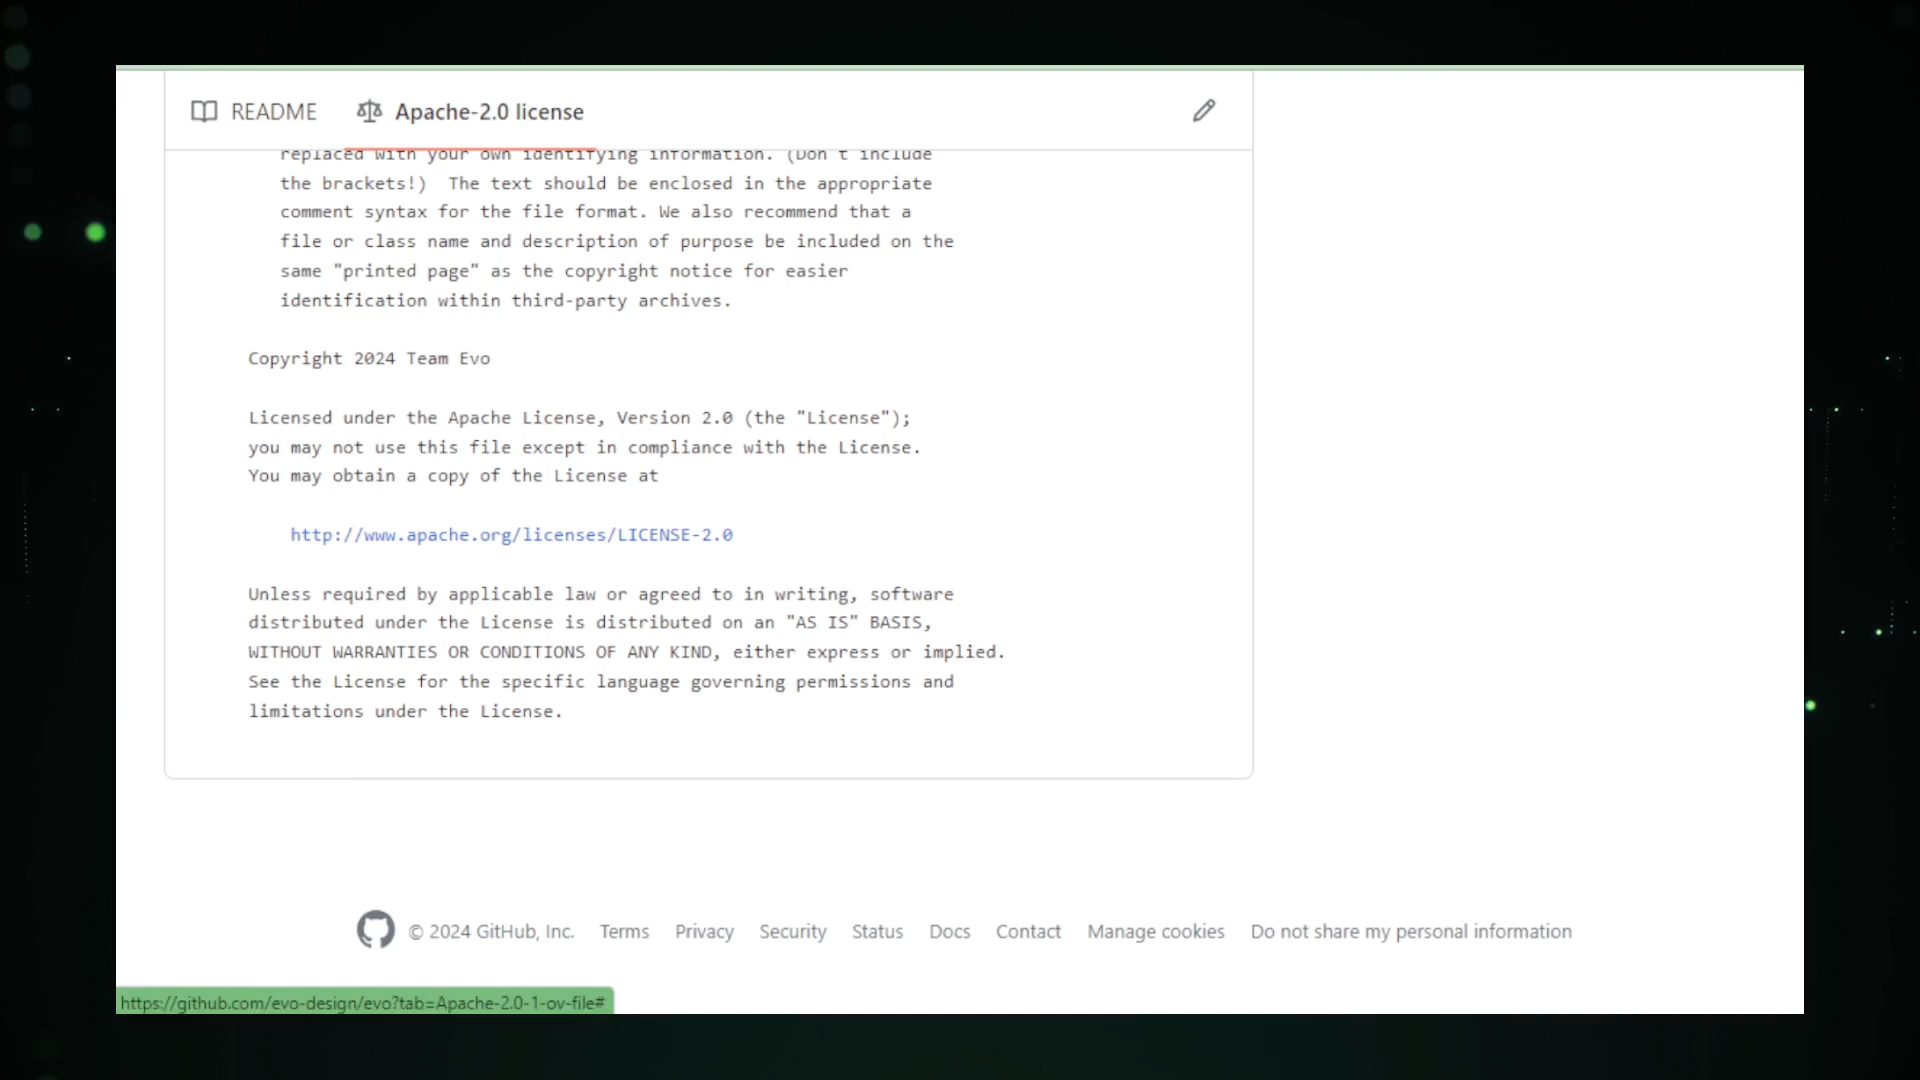 README Apache-2.0 license
replaced with your own identifying information. (Don't include
the brackets!)  The text should be enclosed in the appropriate
comment syntax for the file format. We also recommend that a
file or class name and description of purpose be included on the
same "printed page" as the copyright notice for easier
identification within third-party archives.
Copyright 2024 Team Evo
Licensed under the Apache License, Version 2.0 (the "License");
you may not use this file except in compliance with the License.
You may obtain a copy of the License at
http://www.apache.org/licenses/LICENSE-2.0
Unless required by applicable law or agreed to in writing, software
distributed under the License is distributed on an "AS IS" BASIS,
WITHOUT WARRANTIES OR CONDITIONS OF ANY KIND, either express or implied.
See the License for the specific language governing permissions and
limitations under the License.
© 2024 GitHub, Inc. Terms Privacy Security Status Docs Contact Manage cookies Do not share my personal information
https://github.com/evo-design/evo?tab=Apache-2.0-1-ov-file#